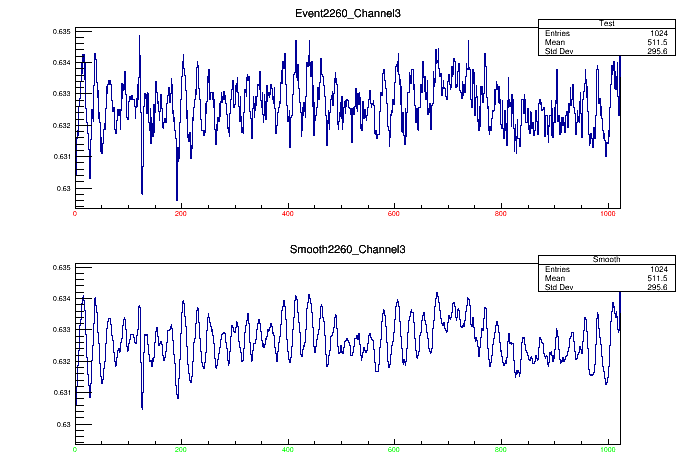 Event2260_Channel3
Test
Entries 1024
Mean 511.5
Std Dev 295.6
0.635
0.634
0.633
0.632
0.631
0.63
0 200 400 600 800 1000
Smooth2260_Channel3
Smooth
Entries 1024
Mean 511.5
Std Dev 295.6
0.635
0.634
0.633
0.632
0.631
0.63
0 200 400 600 800 1000